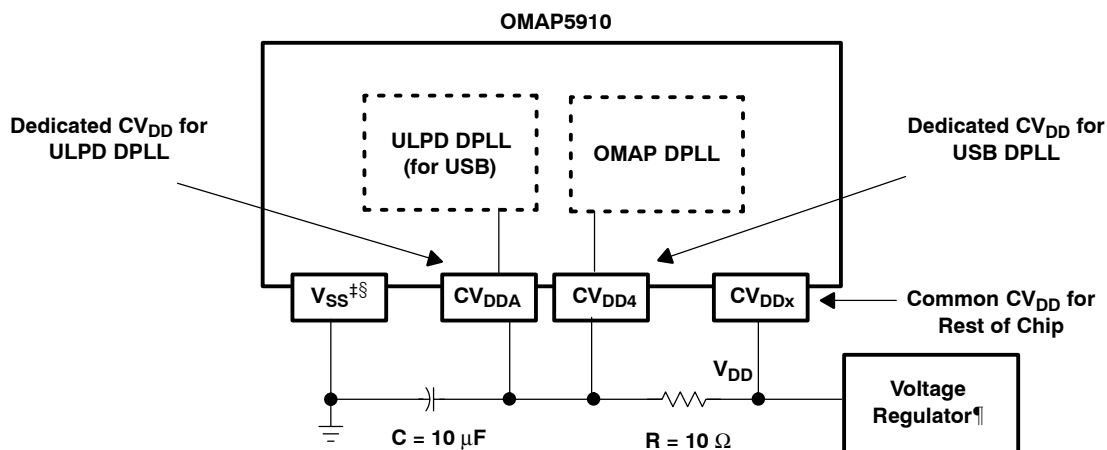 OMAP5910
Dedicated CVDD for
ULPD DPLL
ULPD DPLL
(for USB)
OMAP DPLL
Dedicated CVDD for
USB DPLL
VSS‡§
CVDDA
CVDD4
CVDDx
Common CVDD for
Rest of Chip
VDD
Voltage
Regulator¶
C = 10 μF
R = 10 Ω